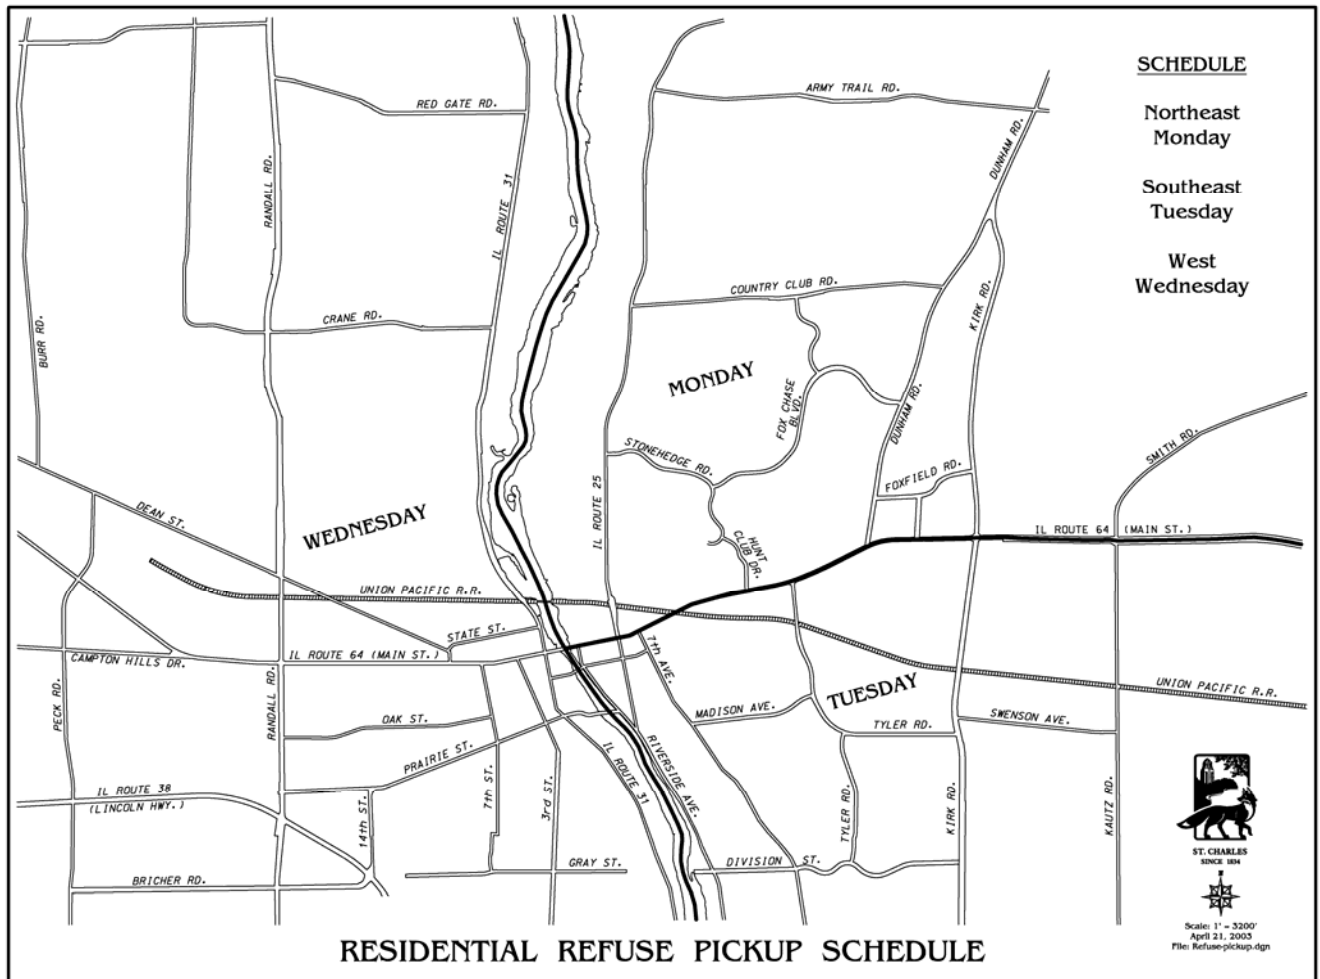 SCHEDULE
Northeast
Monday
Southeast
Tuesday
West
Wednesday
ARMY TRAIL RD.
RED GATE RD.
DUNHAM RD.
RANDALL RD.
IL ROUTE 31
COUNTRY CLUB RD.
KIRK RD.
CRANE RD.
BURR RD.
MONDAY
FOX CHASE
BLVD.
DUNHAM RD.
STONEHEDGE RD.
SMITH RD.
FOXFIELD RD.
IL ROUTE 25
DEAN ST.
WEDNESDAY
IL ROUTE 64 (MAIN ST.)
HUNT
CLUB DR.
UNION PACIFIC R.R.
STATE ST.
7th AVE.
CAMPTON HILLS DR.
IL ROUTE 64 (MAIN ST.)
TUESDAY
UNION PACIFIC R.R.
PECK RD.
RANDALL RD.
OAK ST.
MADISON AVE.
TYLER RD.
SWENSON AVE.
PRAIRIE ST.
RIVERSIDE AVE.
IL ROUTE 31
7th ST.
3rd ST.
IL ROUTE 38
(LINCOLN HWY.)
14th ST.
TYLER RD.
KIRK RD.
KAUTZ RD.
GRAY ST.
DIVISION ST.
BRICHER RD.
ST. CHARLES
SINCE 1834
Scale: 1" = 3200'
April 21, 2003
File: Refuse-pickup.dgn
RESIDENTIAL REFUSE PICKUP SCHEDULE